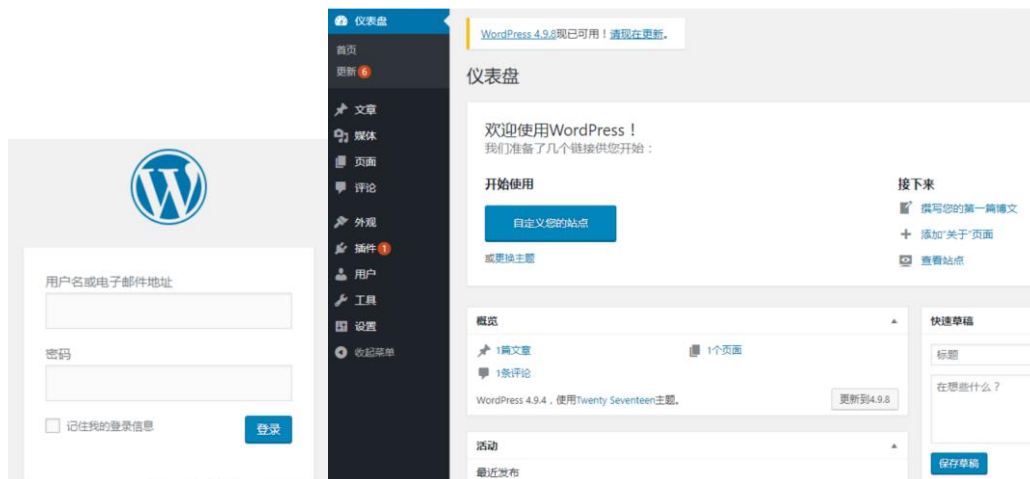 用户名或电子邮件地址
密码
记住我的登录信息
登录
仪表盘
首页
更新 6
文章
媒体
页面
评论
外观
插件 1
用户
工具
设置
收起菜单
WordPress 4.9.8现已可用！请现在更新。
仪表盘
欢迎使用WordPress！
我们准备了几个链接供您开始：
开始使用
自定义您的站点
或更换主题
接下来
撰写您的第一篇博文
添加“关于”页面
查看站点
概览
1篇文章
1个页面
1条评论
WordPress 4.9.4，使用Twenty Seventeen主题。
更新到4.9.8
活动
最近发布
快速草稿
标题
在想些什么？
保存草稿